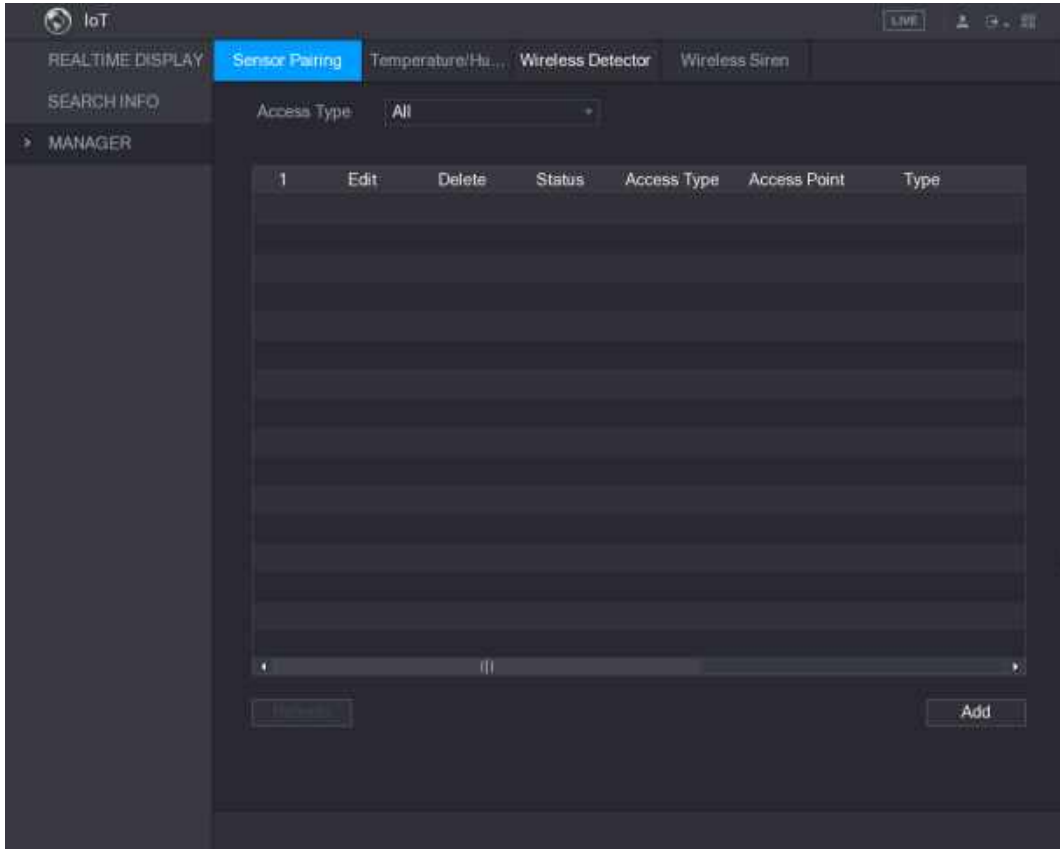 IoT
LIVE
REALTIME DISPLAY
Sensor Pairing
Temperature/Hu...
Wireless Detector
Wireless Siren
SEARCH INFO
Access Type
All
MANAGER
1 Edit Delete Status Access Type Access Point Type
Add